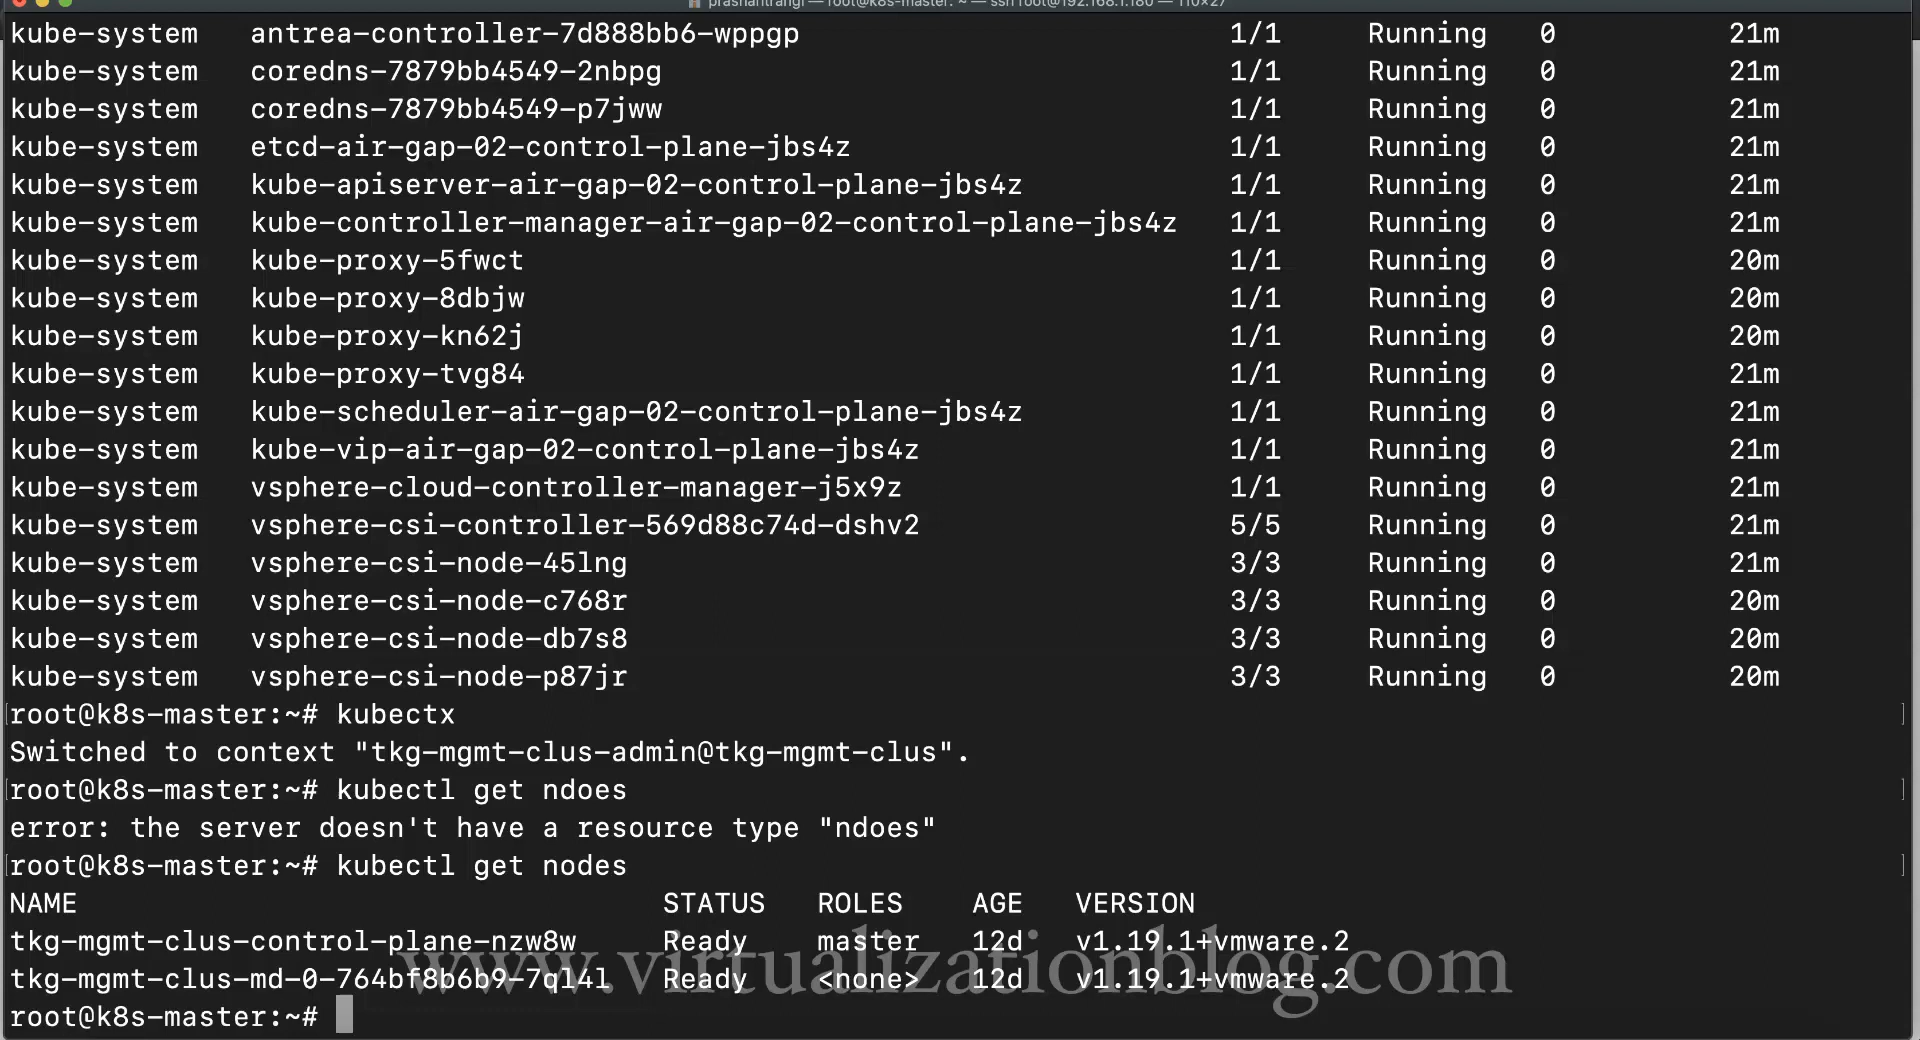 prashantrangi — root@k8s-master: ~ — ssh root@192.168.1.180 — 110×27
kube-system   antrea-controller-7d888bb6-wppgp                       1/1     Running   0          21m
kube-system   coredns-7879bb4549-2nbpg                               1/1     Running   0          21m
kube-system   coredns-7879bb4549-p7jww                               1/1     Running   0          21m
kube-system   etcd-air-gap-02-control-plane-jbs4z                    1/1     Running   0          21m
kube-system   kube-apiserver-air-gap-02-control-plane-jbs4z          1/1     Running   0          21m
kube-system   kube-controller-manager-air-gap-02-control-plane-jbs4z   1/1     Running   0          21m
kube-system   kube-proxy-5fwct                                       1/1     Running   0          20m
kube-system   kube-proxy-8dbjw                                       1/1     Running   0          20m
kube-system   kube-proxy-kn62j                                       1/1     Running   0          20m
kube-system   kube-proxy-tvg84                                       1/1     Running   0          21m
kube-system   kube-scheduler-air-gap-02-control-plane-jbs4z          1/1     Running   0          21m
kube-system   kube-vip-air-gap-02-control-plane-jbs4z                1/1     Running   0          21m
kube-system   vsphere-cloud-controller-manager-j5x9z                 1/1     Running   0          21m
kube-system   vsphere-csi-controller-569d88c74d-dshv2                5/5     Running   0          21m
kube-system   vsphere-csi-node-45lng                                 3/3     Running   0          21m
kube-system   vsphere-csi-node-c768r                                 3/3     Running   0          20m
kube-system   vsphere-csi-node-db7s8                                 3/3     Running   0          20m
kube-system   vsphere-csi-node-p87jr                                 3/3     Running   0          20m
[root@k8s-master:~# kubectx ]
Switched to context "tkg-mgmt-clus-admin@tkg-mgmt-clus".
[root@k8s-master:~# kubectl get ndoes ]
error: the server doesn't have a resource type "ndoes"
[root@k8s-master:~# kubectl get nodes ]
NAME                                  STATUS   ROLES    AGE   VERSION
tkg-mgmt-clus-control-plane-nzw8w     Ready    master   12d   v1.19.1+vmware.2
tkg-mgmt-clus-md-0-764bf8b6b9-7ql4l   Ready    <none>   12d   v1.19.1+vmware.2
www.virtualizationblog.com
root@k8s-master:~#